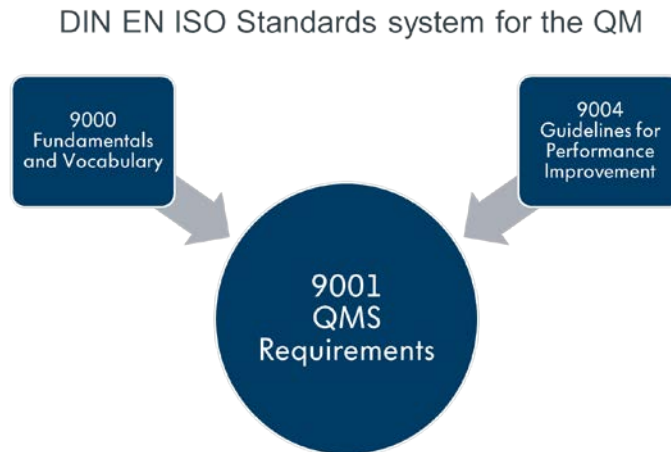 DIN EN ISO Standards system for the QM
9000
Fundamentals
and Vocabulary
9004
Guidelines for
Performance
Improvement
9001
QMS
Requirements